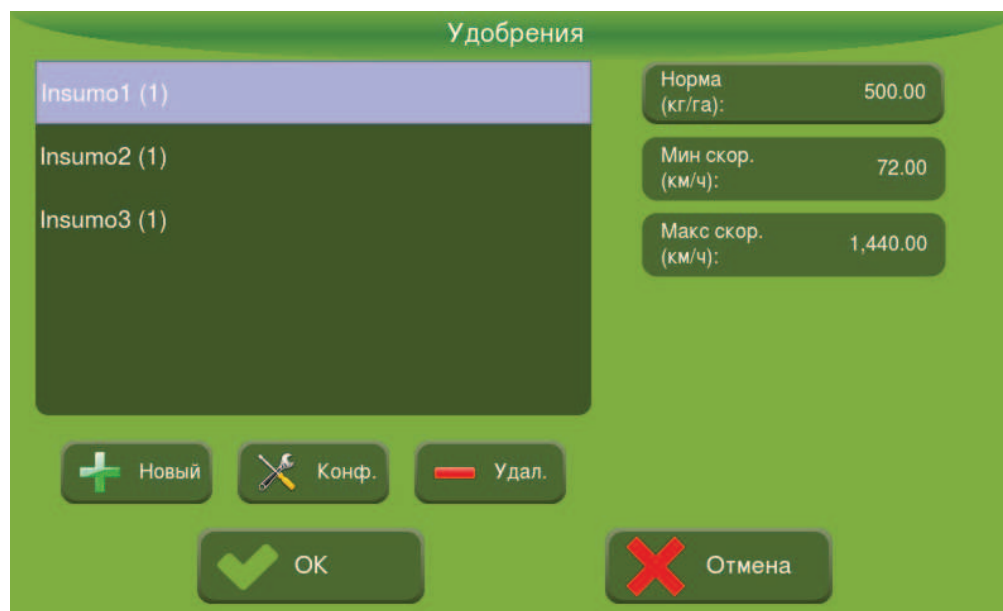 Удобрения
Insumo1 (1)
Insumo2 (1)
Insumo3 (1)
Норма
(кг/га):
500.00
Мин скор.
(км/ч):
72.00
Макс скор.
(км/ч):
1,440.00
Новый
Конф.
Удал.
OK
Отмена